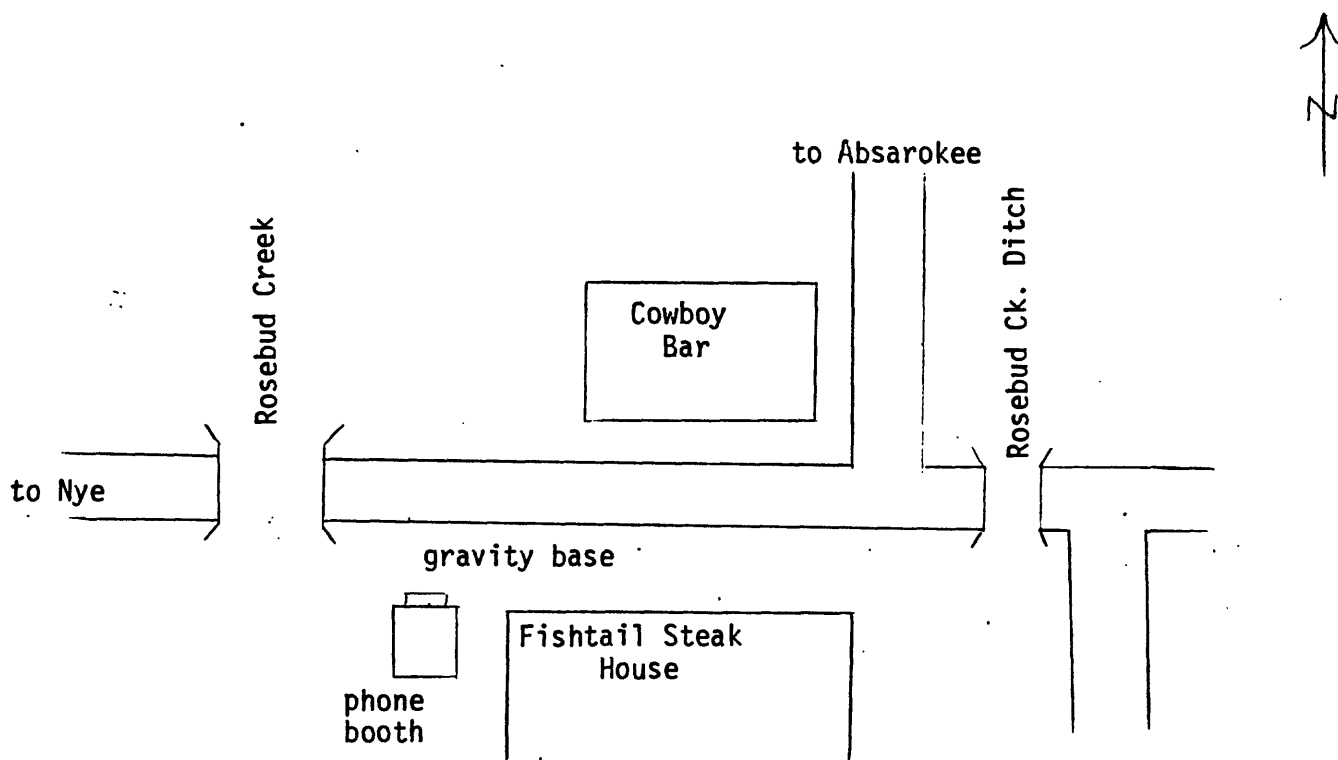 N
to Absarokee
Rosebud Creek
Rosebud Ck. Ditch
Cowboy
Bar
to Nye
gravity base
Fishtail Steak
House
phone
booth